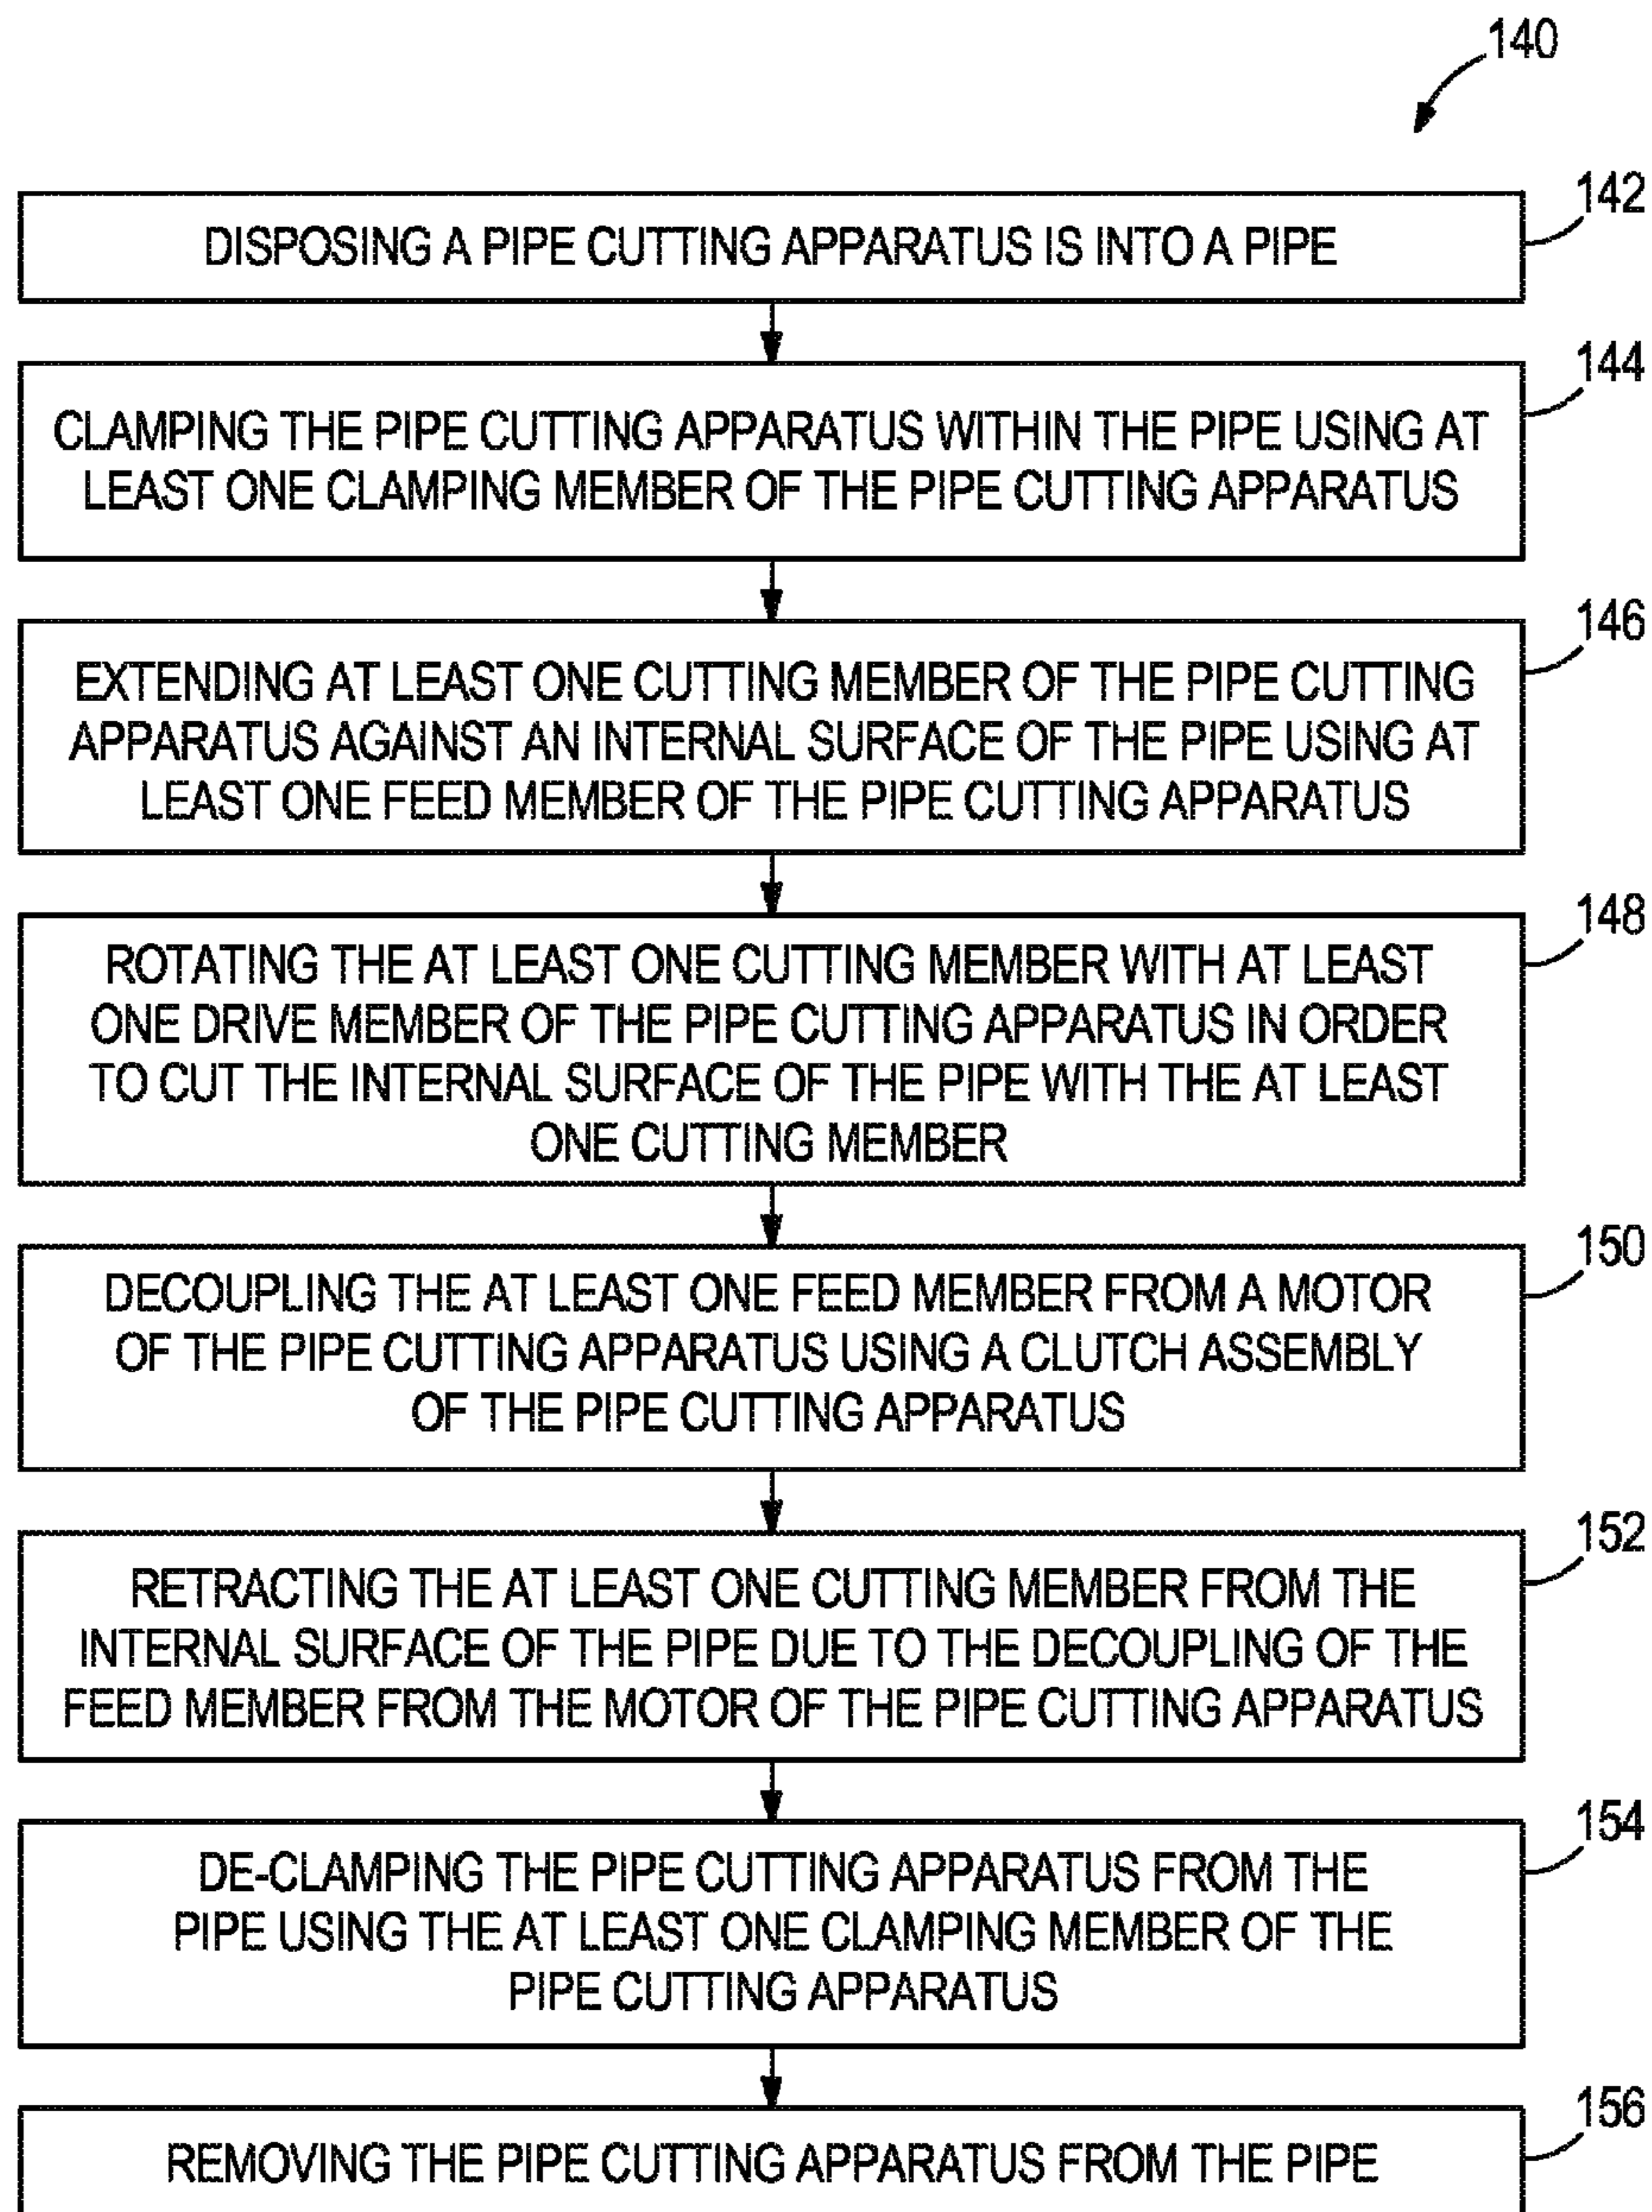 140
142
DISPOSING A PIPE CUTTING APPARATUS IS INTO A PIPE
144
CLAMPING THE PIPE CUTTING APPARATUS WITHIN THE PIPE USING AT
LEAST ONE CLAMPING MEMBER OF THE PIPE CUTTING APPARATUS
146
EXTENDING AT LEAST ONE CUTTING MEMBER OF THE PIPE CUTTING
APPARATUS AGAINST AN INTERNAL SURFACE OF THE PIPE USING AT
LEAST ONE FEED MEMBER OF THE PIPE CUTTING APPARATUS
148
ROTATING THE AT LEAST ONE CUTTING MEMBER WITH AT LEAST
ONE DRIVE MEMBER OF THE PIPE CUTTING APPARATUS IN ORDER
TO CUT THE INTERNAL SURFACE OF THE PIPE WITH THE AT LEAST
ONE CUTTING MEMBER
150
DECOUPLING THE AT LEAST ONE FEED MEMBER FROM A MOTOR
OF THE PIPE CUTTING APPARATUS USING A CLUTCH ASSEMBLY
OF THE PIPE CUTTING APPARATUS
152
RETRACTING THE AT LEAST ONE CUTTING MEMBER FROM THE
INTERNAL SURFACE OF THE PIPE DUE TO THE DECOUPLING OF THE
FEED MEMBER FROM THE MOTOR OF THE PIPE CUTTING APPARATUS
154
DE-CLAMPING THE PIPE CUTTING APPARATUS FROM THE
PIPE USING THE AT LEAST ONE CLAMPING MEMBER OF THE
PIPE CUTTING APPARATUS
156
REMOVING THE PIPE CUTTING APPARATUS FROM THE PIPE